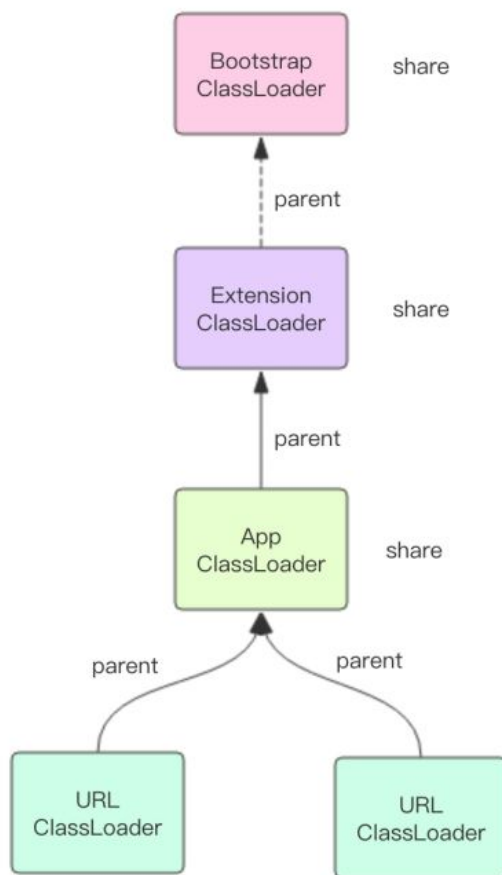 Bootstrap
ClassLoader
share
parent
Extension
ClassLoader
share
parent
App
ClassLoader
share
parent
parent
URL
ClassLoader
URL
ClassLoader